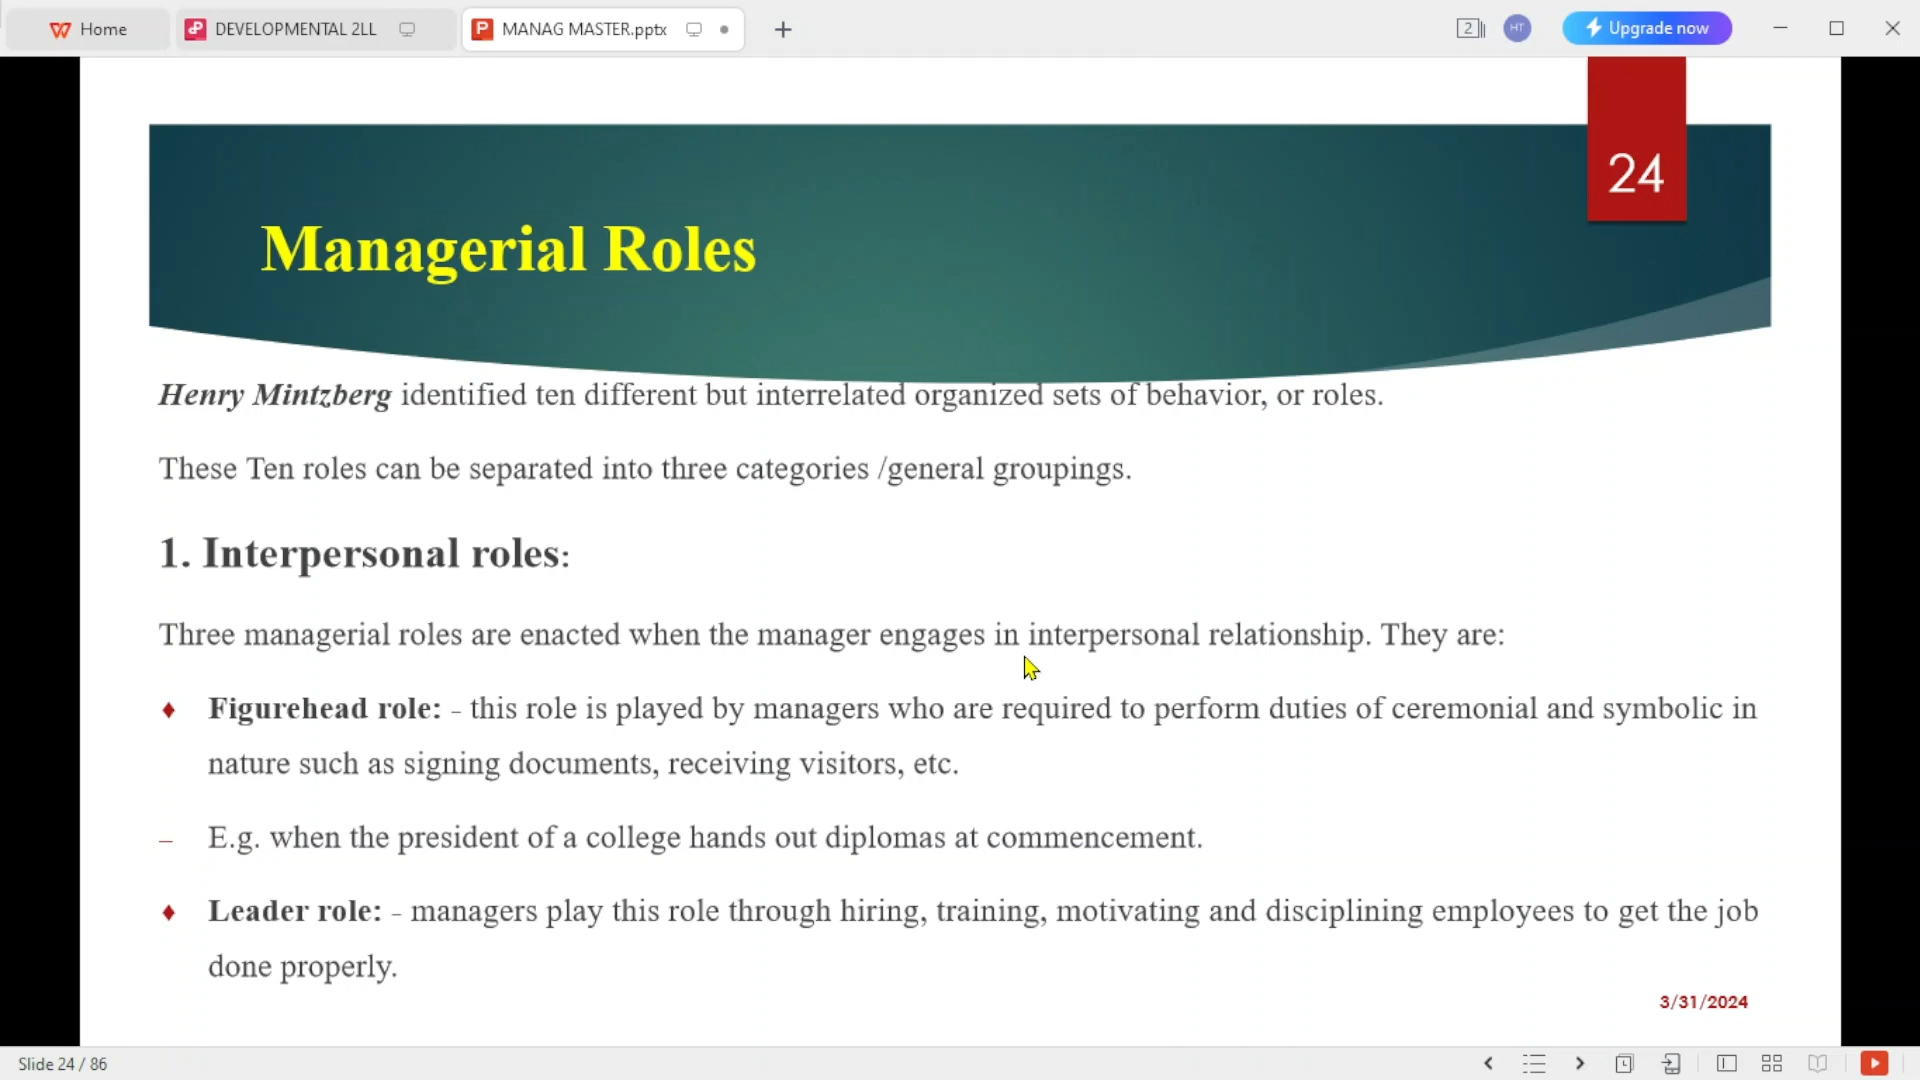 Home
DEVELOPMENTAL 2LL
MANAG MASTER.pptx
2
HT
Upgrade now
24
Managerial Roles
Henry Mintzberg identified ten different but interrelated organized sets of behavior, or roles.
These Ten roles can be separated into three categories /general groupings.
1. Interpersonal roles:
Three managerial roles are enacted when the manager engages in interpersonal relationship. They are:
♦ Figurehead role: - this role is played by managers who are required to perform duties of ceremonial and symbolic in
nature such as signing documents, receiving visitors, etc.
– E.g. when the president of a college hands out diplomas at commencement.
♦ Leader role: - managers play this role through hiring, training, motivating and disciplining employees to get the job
done properly.
3/31/2024
Slide 24 / 86